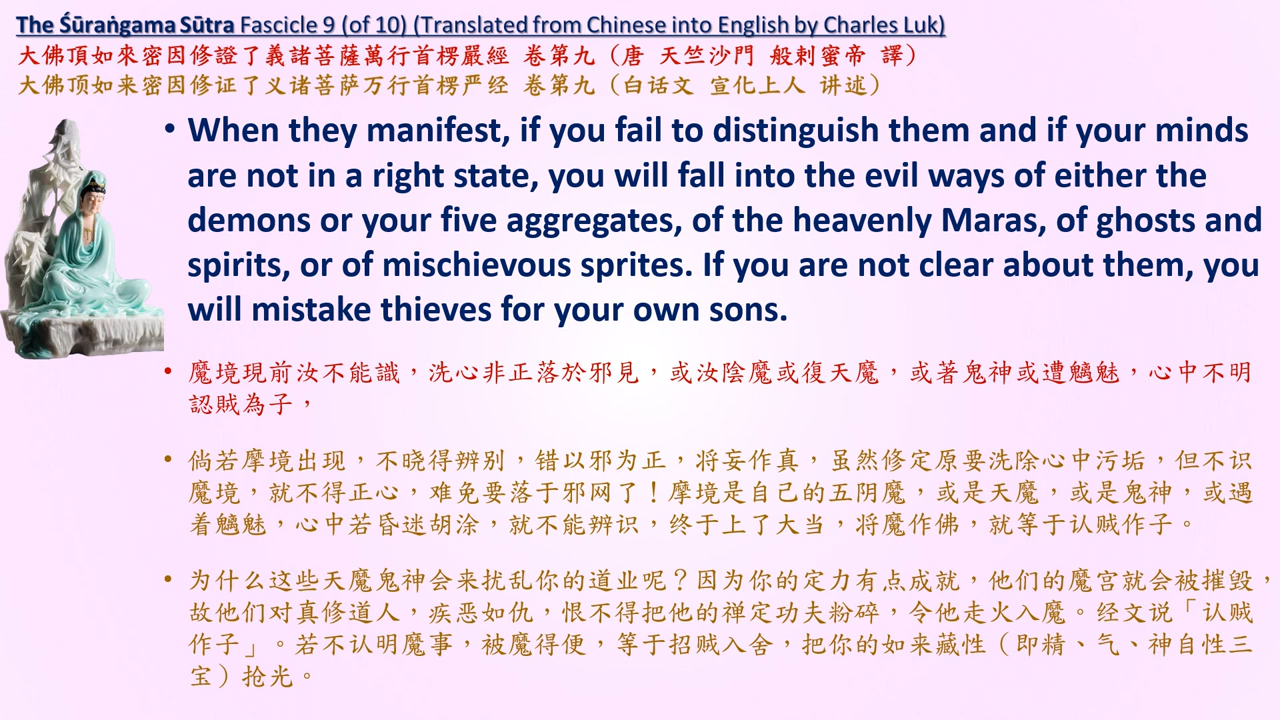 The Śūraṅgama Sūtra Fascicle 9 (of 10) (Translated from Chinese into English by Charles Luk)
大佛頂如來密因修證了義諸菩薩萬行首楞嚴經 卷第九（唐 天竺沙門 般剌蜜帝 譯）
大佛顶如来密因修证了义诸菩萨万行首楞严经 卷第九（白话文 宣化上人 讲述）
• When they manifest, if you fail to distinguish them and if your minds
are not in a right state, you will fall into the evil ways of either the
demons or your five aggregates, of the heavenly Maras, of ghosts and
spirits, or of mischievous sprites. If you are not clear about them, you
will mistake thieves for your own sons.
• 魔境現前汝不能識，洗心非正落於邪見，或汝陰魔或復天魔，或著鬼神或遭魑魅，心中不明
認賊為子，
• 倘若摩境出现，不晓得辨别，错以邪为正，将妄作真，虽然修定原要洗除心中污垢，但不识
魔境，就不得正心，难免要落于邪网了！摩境是自己的五阴魔，或是天魔，或是鬼神，或遇
着魑魅，心中若昏迷胡涂，就不能辨识，终于上了大当，将魔作佛，就等于认贼作子。
• 为什么这些天魔鬼神会来扰乱你的道业呢？因为你的定力有点成就，他们的魔宫就会被摧毁，
故他们对真修道人，疾恶如仇，恨不得把他的禅定功夫粉碎，令他走火入魔。经文说「认贼
作子」。若不认明魔事，被魔得便，等于招贼入舍，把你的如来藏性（即精、气、神自性三
宝）抢光。